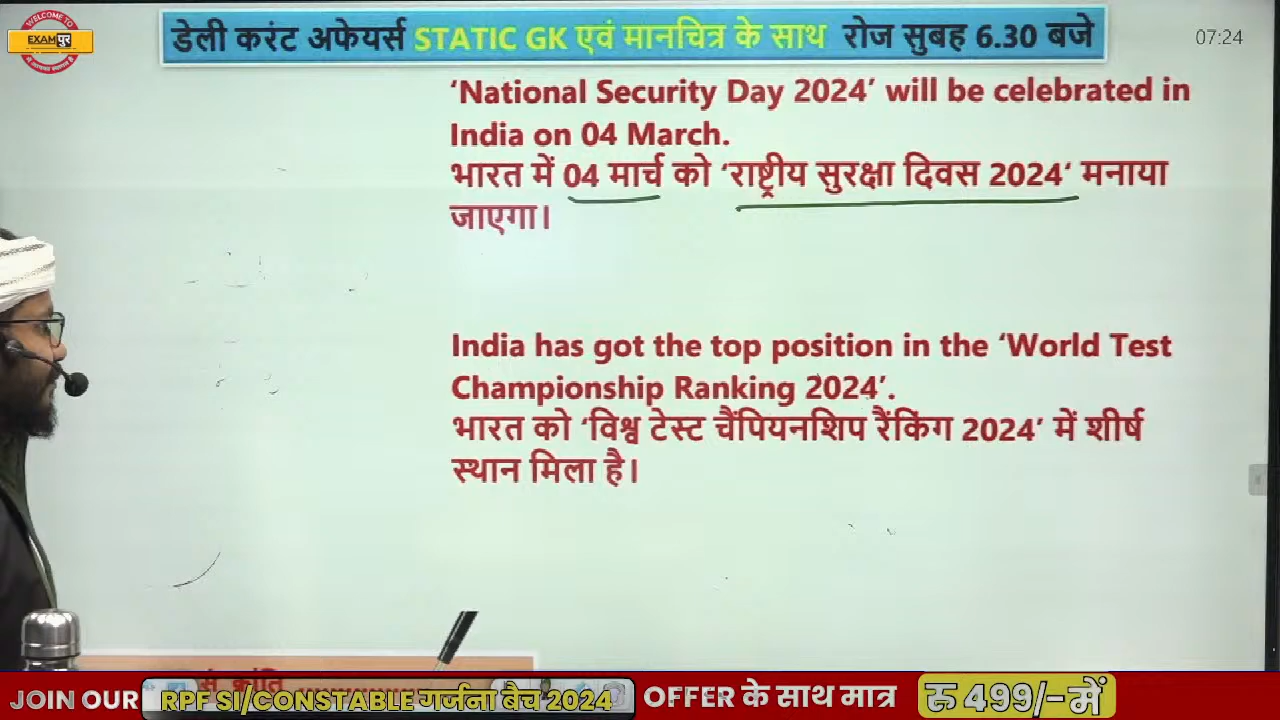 WELCOME TO
EXAMपुर
डेली करंट अफेयर्स STATIC GK एवं मानचित्र के साथ रोज सुबह 6.30 बजे
07:24
‘National Security Day 2024’ will be celebrated in
India on 04 March.
भारत में 04 मार्च को ‘राष्ट्रीय सुरक्षा दिवस 2024‘ मनाया
जाएगा।
India has got the top position in the ‘World Test
Championship Ranking 2024’.
भारत को ‘विश्व टेस्ट चैंपियनशिप रैंकिंग 2024’ में शीर्ष
स्थान मिला है।
JOIN OUR RPF SI/CONSTABLE गर्जना बैच 2024 OFFER के साथ मात्र रु 499/-में